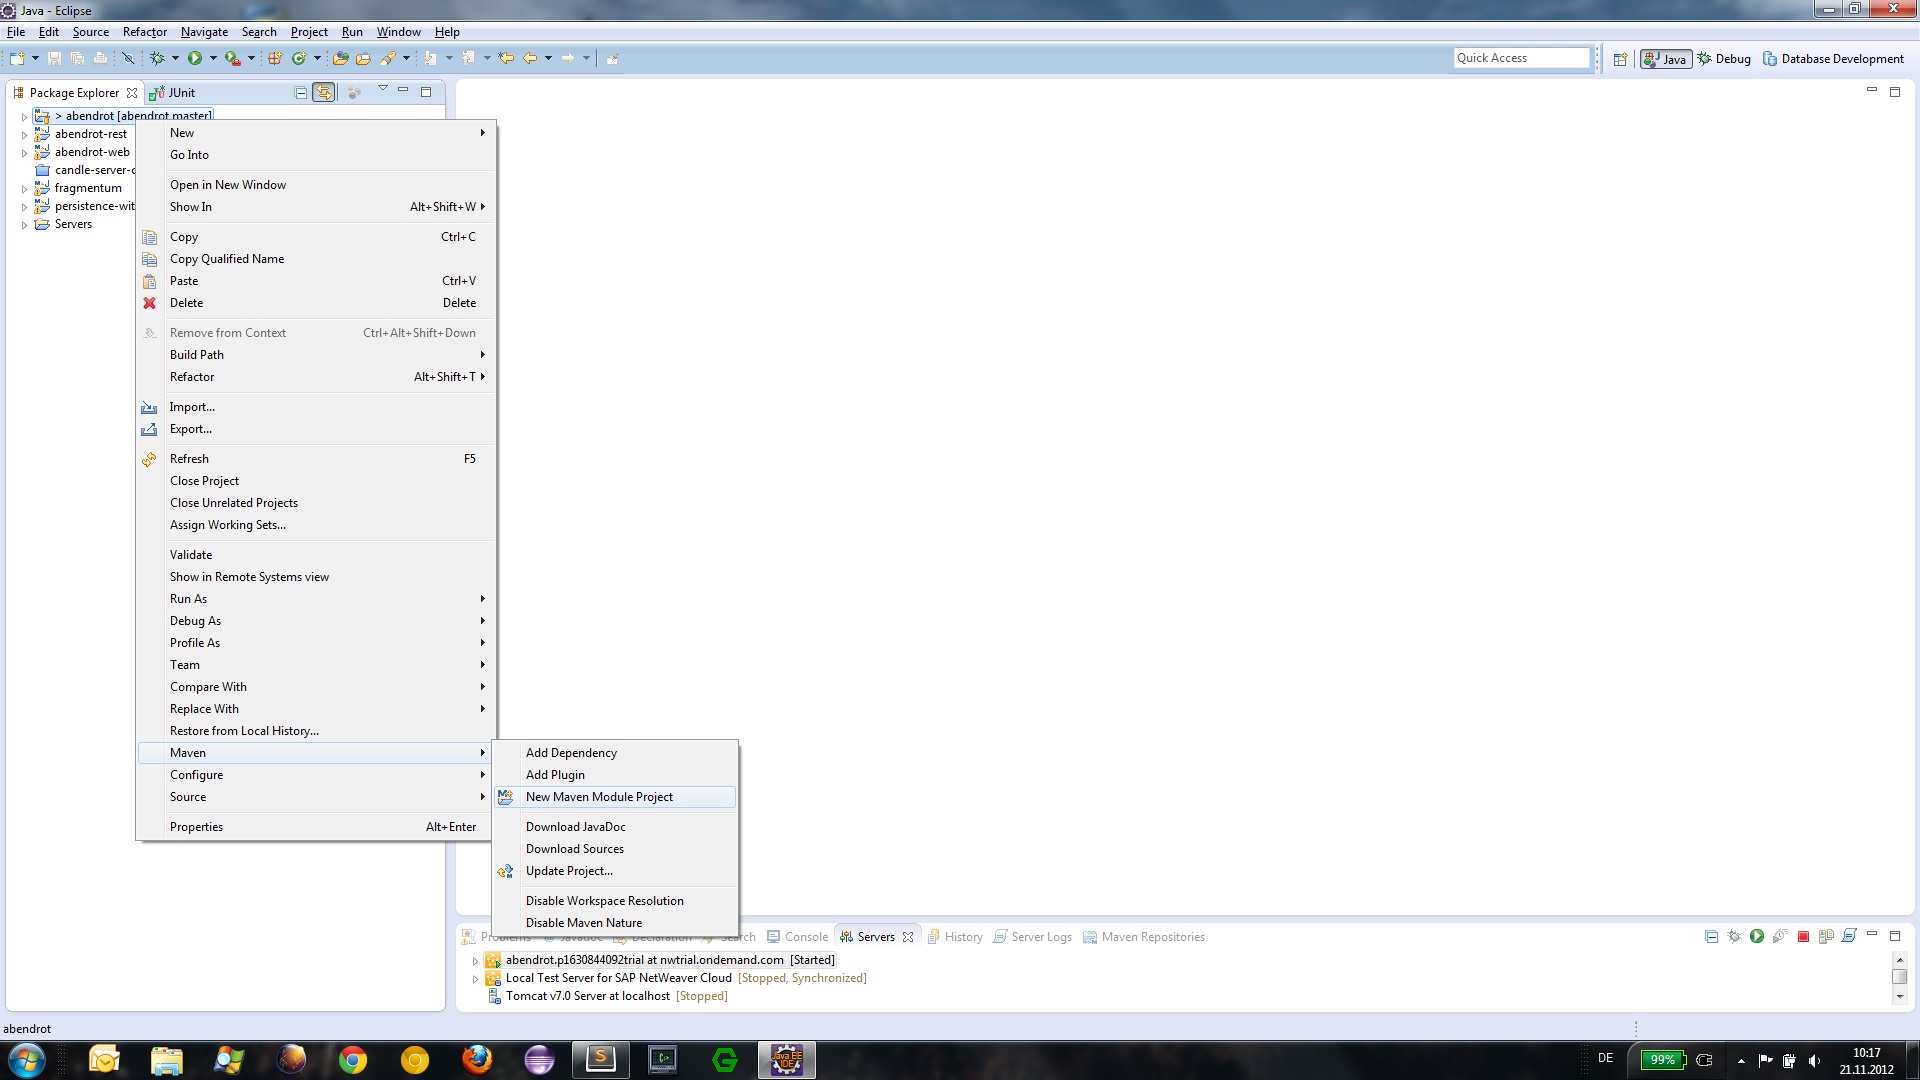 Java - Eclipse
File Edit Source Refactor Navigate Search Project Run Window Help
Quick Access
Java Debug Database Development
Package Explorer JUnit
> abendrot [abendrot master]
abendrot-rest
abendrot-web
candle-server-c
fragmentum
persistence-wit
Servers
New
Go Into
Open in New Window
Show In Alt+Shift+W
Copy Ctrl+C
Copy Qualified Name
Paste Ctrl+V
Delete Delete
Remove from Context Ctrl+Alt+Shift+Down
Build Path
Refactor Alt+Shift+T
Import...
Export...
Refresh F5
Close Project
Close Unrelated Projects
Assign Working Sets...
Validate
Show in Remote Systems view
Run As
Debug As
Profile As
Team
Compare With
Replace With
Restore from Local History...
Maven
Configure
Source
Properties Alt+Enter
Add Dependency
Add Plugin
New Maven Module Project
Download JavaDoc
Download Sources
Update Project...
Disable Workspace Resolution
Disable Maven Nature
Problems Javadoc Declaration Search Console Servers History Server Logs Maven Repositories
abendrot.p1630844092trial at nwtrial.ondemand.com [Started]
Local Test Server for SAP NetWeaver Cloud [Stopped, Synchronized]
Tomcat v7.0 Server at localhost [Stopped]
abendrot
Java EE
IDE
DE
99%
10:17
21.11.2012